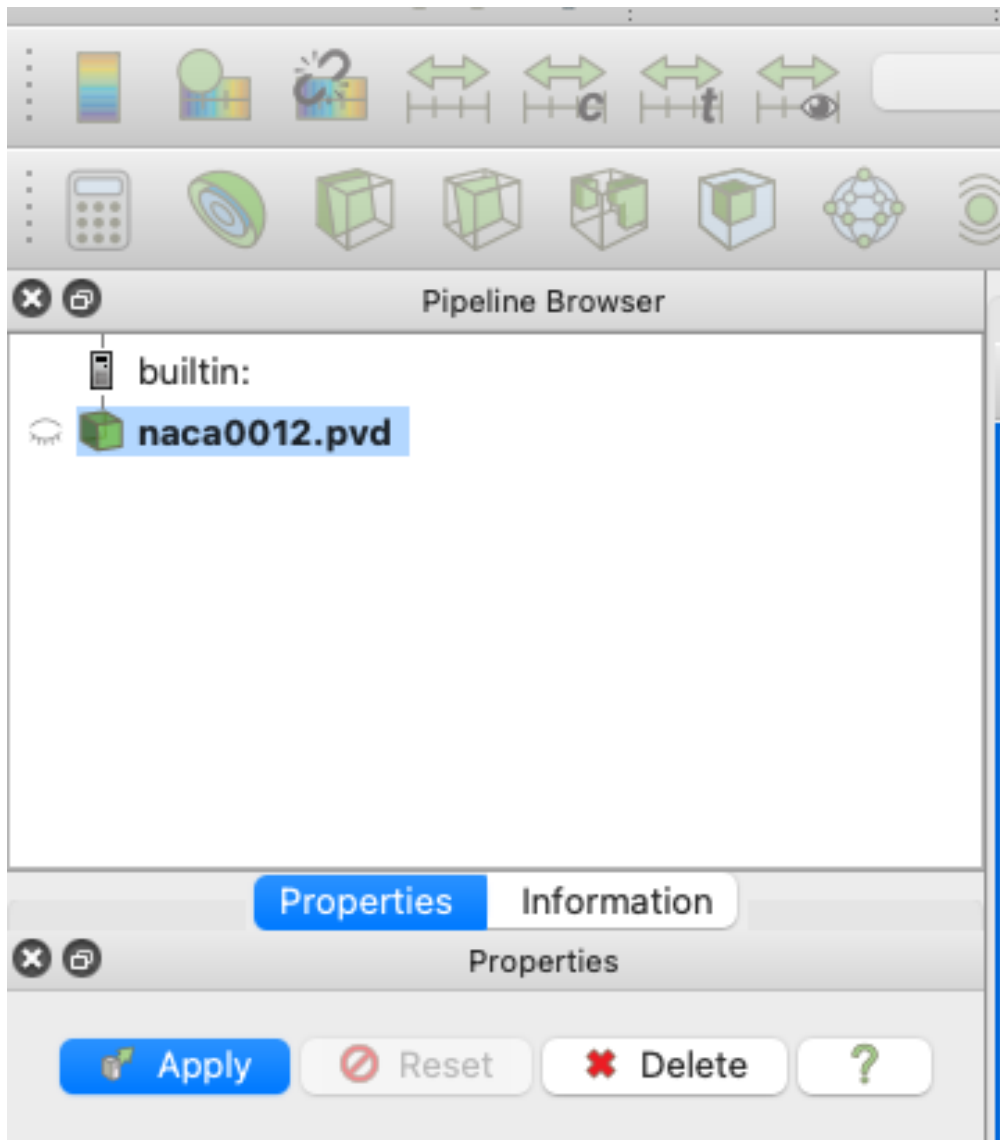 c
t
Pipeline Browser
builtin:
naca0012.pvd
Properties Information
Properties
Apply Reset Delete ?